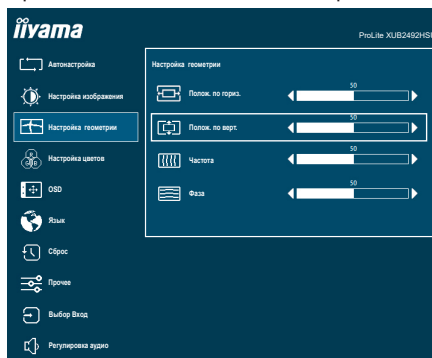 iiyama
ProLite XUB2492HSU
Автонастройка
Настройка изображения
Настройка геометрии
Настройка цветов
R
G B
OSD
Язык
Сброс
Прочее
Выбор Вход
Регулировка аудио
Настройка геометрии
Полож. по гориз.
50
Полож. по верт.
50
Частота
50
Фаза
50